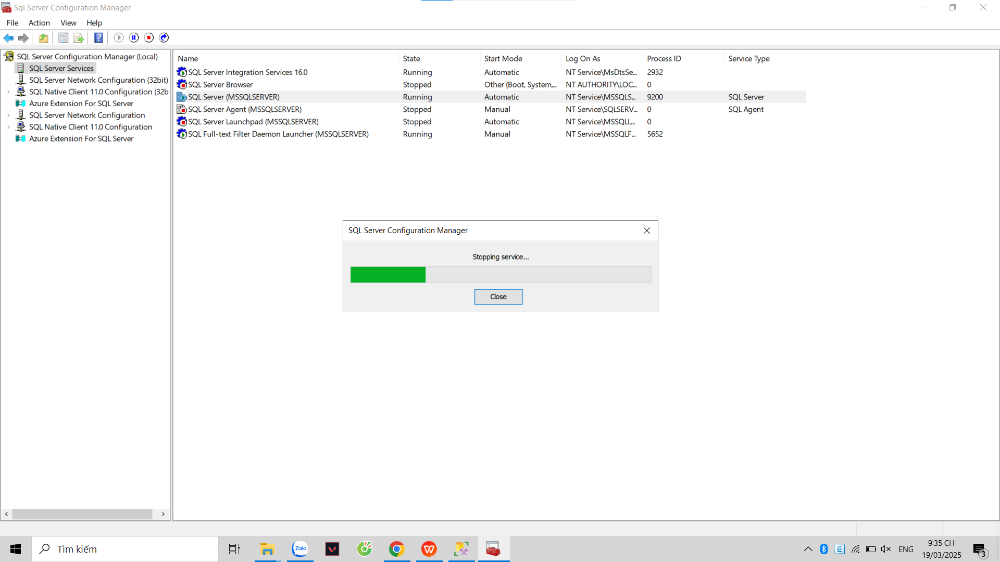 Sql Server Configuration Manager
File Action View Help
SQL Server Configuration Manager (Local)
SQL Server Services
SQL Server Network Configuration (32bit)
SQL Native Client 11.0 Configuration (32b
Azure Extension For SQL Server
SQL Server Network Configuration
SQL Native Client 11.0 Configuration
Azure Extension For SQL Server
Name State Start Mode Log On As Process ID Service Type
SQL Server Integration Services 16.0 Running Automatic NT Service\MsDtsSe... 2932
SQL Server Browser Stopped Other (Boot, System,... NT AUTHORITY\LOC... 0
SQL Server (MSSQLSERVER) Running Automatic NT Service\MSSQLS... 9200 SQL Server
SQL Server Agent (MSSQLSERVER) Stopped Manual NT Service\SQLSERV... 0 SQL Agent
SQL Server Launchpad (MSSQLSERVER) Stopped Automatic NT Service\MSSQLL... 0
SQL Full-text Filter Daemon Launcher (MSSQLSERVER) Running Manual NT Service\MSSQLF... 5652
SQL Server Configuration Manager
Stopping service...
Close
Tìm kiếm
Zalo
E
ENG
9:35 CH
19/03/2025
3